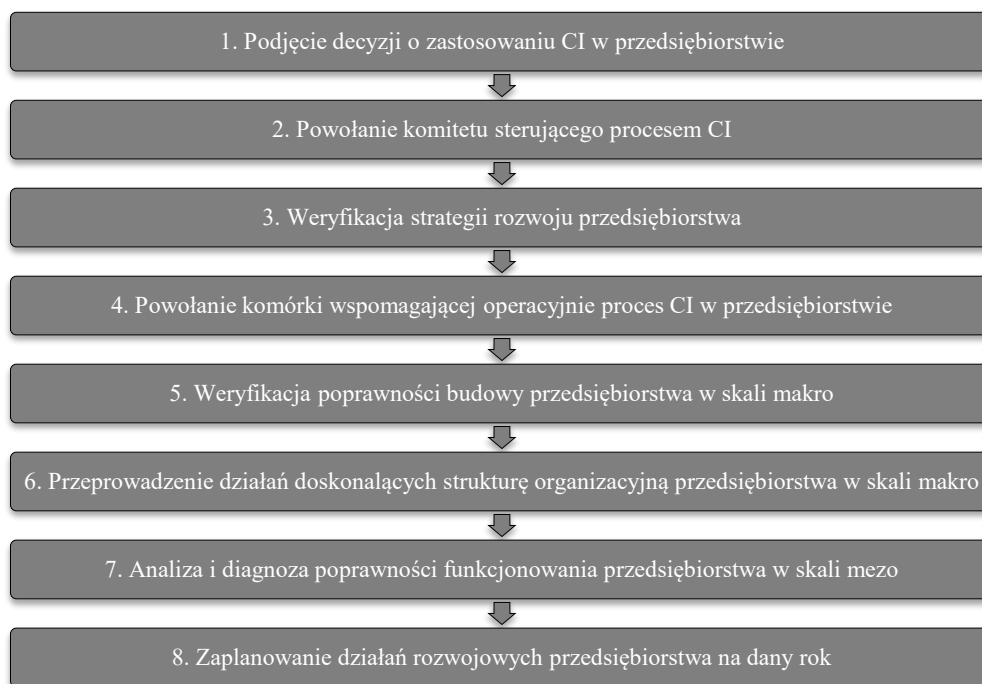 1. Podjęcie decyzji o zastosowaniu CI w przedsiębiorstwie
2. Powołanie komitetu sterującego procesem CI
3. Weryfikacja strategii rozwoju przedsiębiorstwa
4. Powołanie komórki wspomagającej operacyjnie proces CI w przedsiębiorstwie
5. Weryfikacja poprawności budowy przedsiębiorstwa w skali makro
6. Przeprowadzenie działań doskonalących strukturę organizacyjną przedsiębiorstwa w skali makro
7. Analiza i diagnoza poprawności funkcjonowania przedsiębiorstwa w skali mezo
8. Zaplanowanie działań rozwojowych przedsiębiorstwa na dany rok